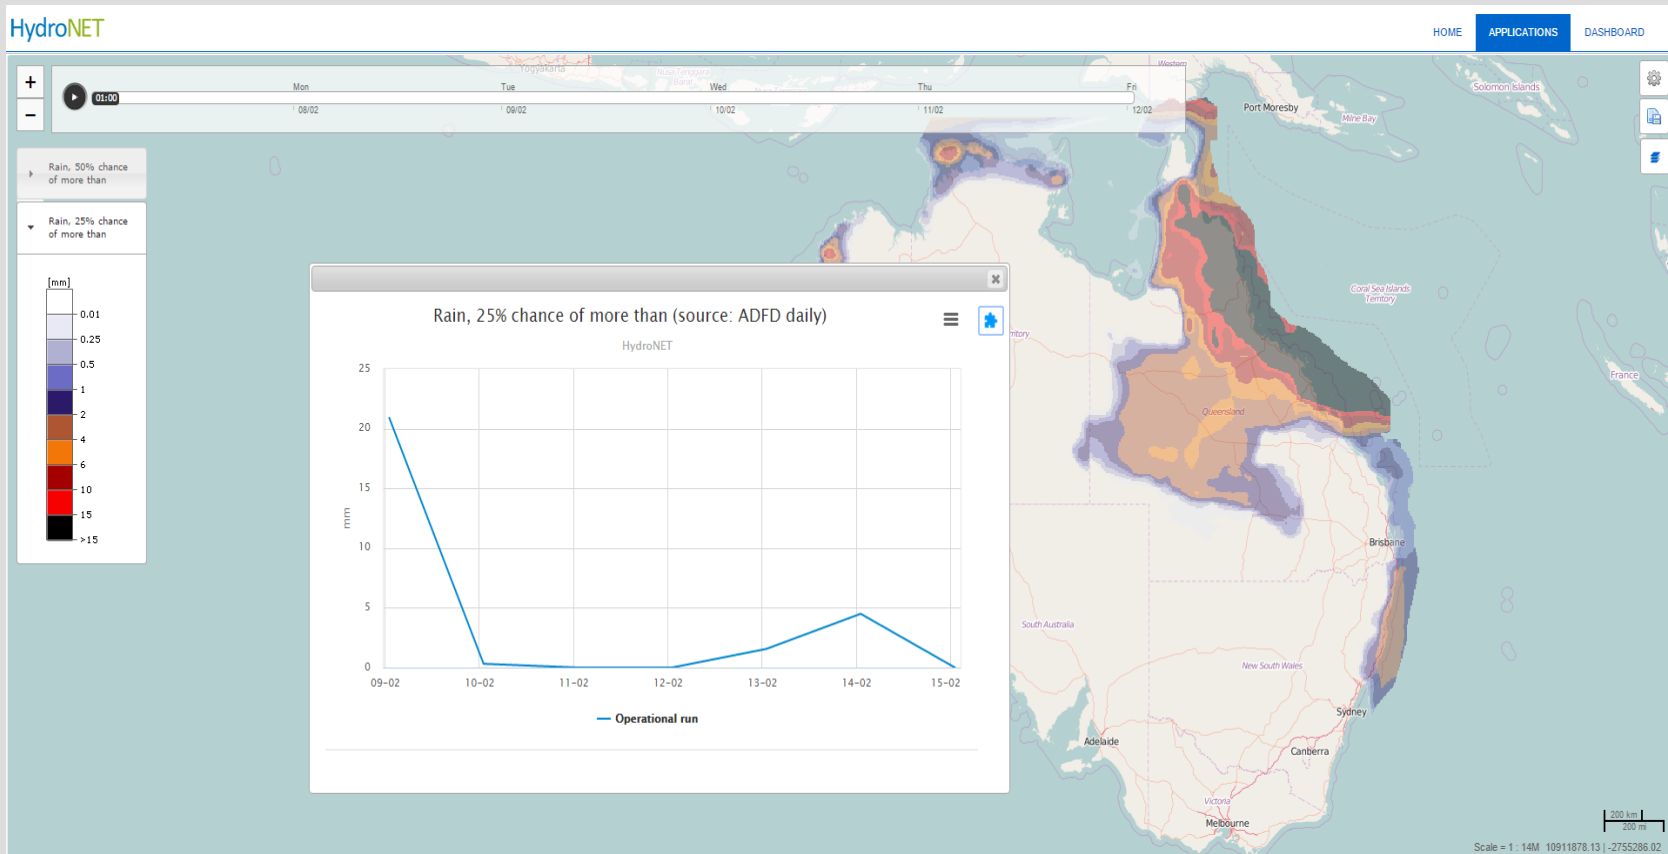 HydroNET
HOME
APPLICATIONS
DASHBOARD
+
−
01:00
Mon
Tue
Wed
Thu
Fri
08/02
09/02
10/02
11/02
12/02
Yogyakarta
Nusa Tenggara
Barat
Western
Port Moresby
Milne Bay
Solomon Islands
Rain, 50% chance
of more than
Rain, 25% chance
of more than
[mm]
0.01
0.25
0.5
1
2
4
6
10
15
>15
Rain, 25% chance of more than (source: ADFD daily)
HydroNET
25
20
15
10
5
0
mm
09-02
10-02
11-02
12-02
13-02
14-02
15-02
Operational run
Coral Sea Islands
Territory
France
Queensland
Brisbane
South Australia
New South Wales
Sydney
Adelaide
Canberra
Victoria
Melbourne
200 km
200 mi
Scale = 1 : 14M 10911878.13 | -2755286.02